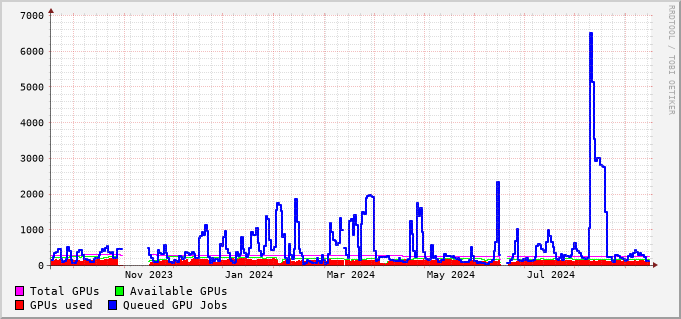 7000
6000
5000
4000
3000
2000
1000
0
Nov 2023 Jan 2024 Mar 2024 May 2024 Jul 2024
Total GPUs Available GPUs
GPUs used Queued GPU Jobs
RRDTOOL / TOBI OETIKER